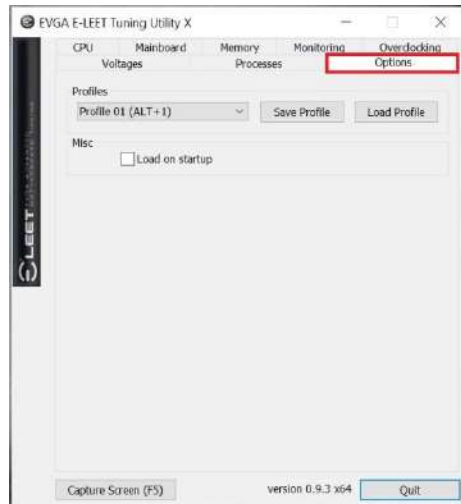 EVGA E-LEET Tuning Utility X
CPU Mainboard Memory Monitoring Overclocking
Voltages Processes Options
Profiles
Profile 01 (ALT+1) Save Profile Load Profile
Misc
Load on startup
E-LEET
Capture Screen (F5) version 0.9.3 x64 Quit